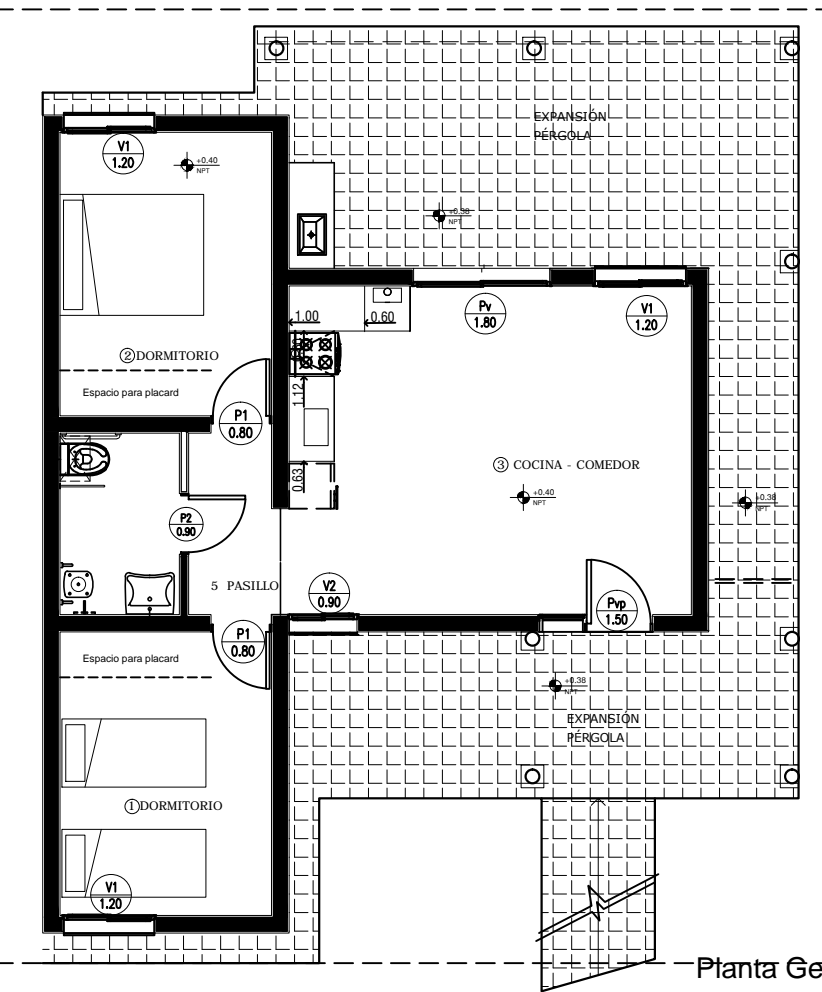 EXPANSIÓN
PÉRGOLA
V1
1.20
+0.40
NPT
+0.38
NPT
1.00
0.60
Pv
1.80
V1
1.20
②DORMITORIO
Espacio para placard
1.12
P1
0.80
0.63
③ COCINA - COMEDOR
+0.40
NPT
+0.38
NPT
P2
0.90
5 PASILLO
V2
0.90
Pvp
1.50
P1
0.80
Espacio para placard
+0.38
NPT
EXPANSIÓN
PÉRGOLA
①DORMITORIO
V1
1.20
Planta Ge